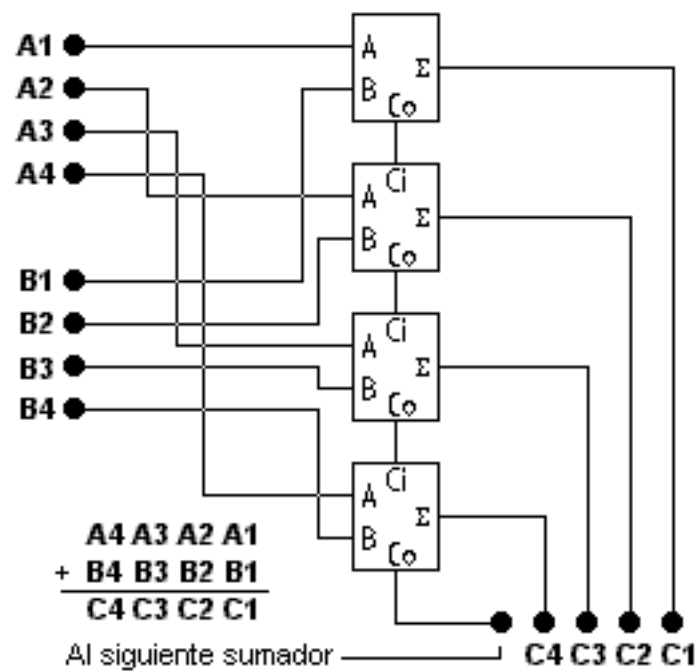 A1
A2
A3
A4
B1
B2
B3
B4
A
B
Σ
Co
Ci
A
B
Σ
Co
Ci
A
B
Σ
Co
Ci
A
B
Σ
Co
A4 A3 A2 A1
+ B4 B3 B2 B1
C4 C3 C2 C1
Al siguiente sumador
C4 C3 C2 C1